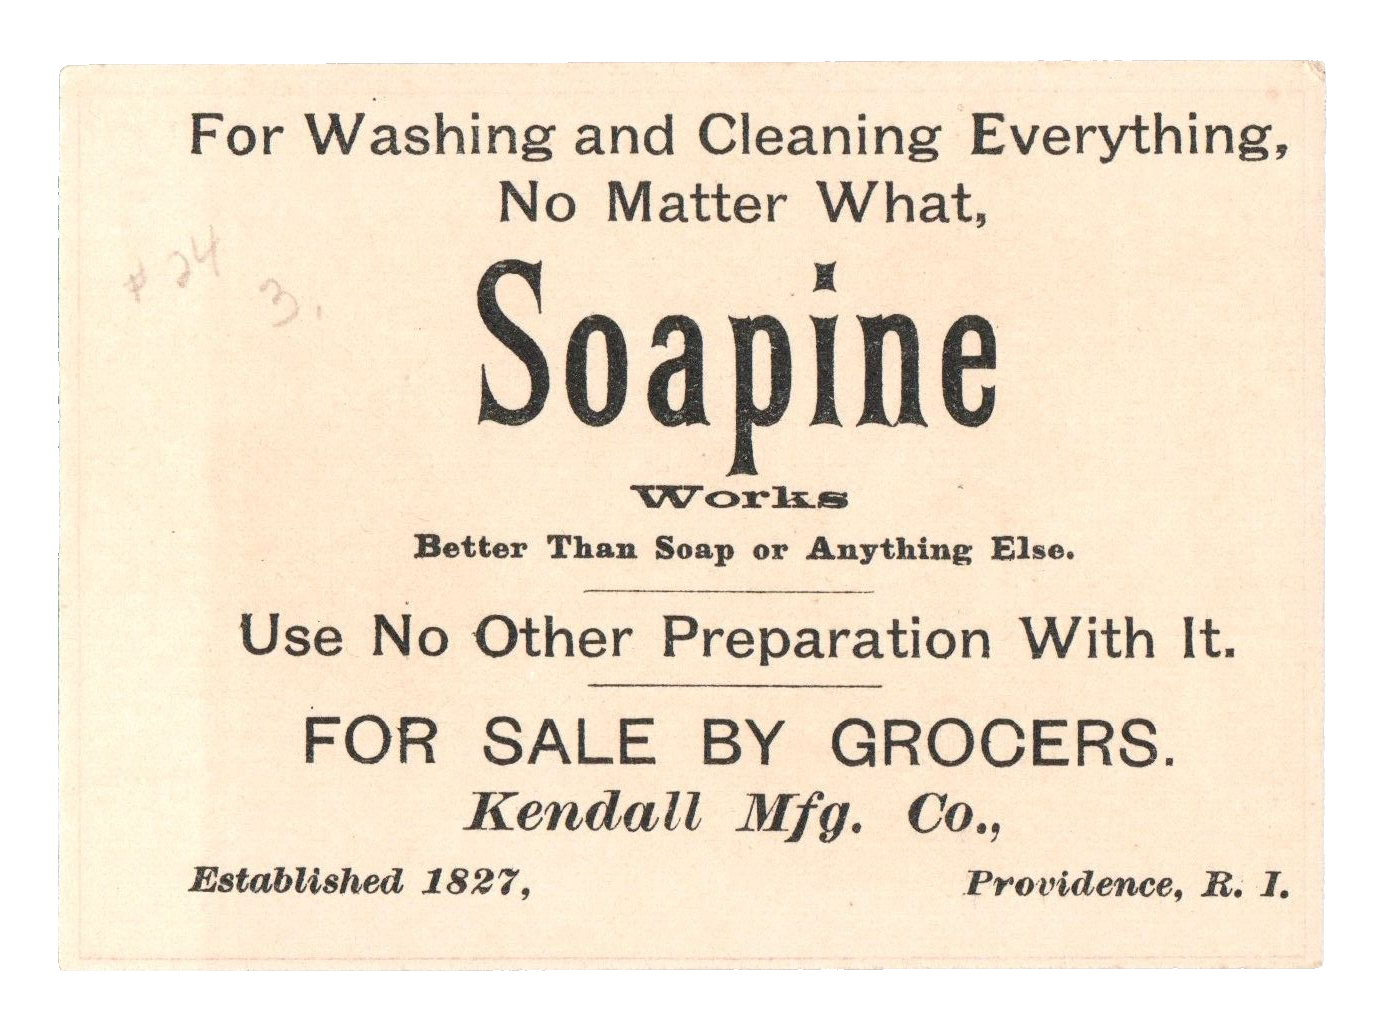 For Washing and Cleaning Everything,
No Matter What,
# 24
3.
Soapine
Works
Better Than Soap or Anything Else.
Use No Other Preparation With It.
FOR SALE BY GROCERS.
Kendall Mfg. Co.,
Established 1827, Providence, R. I.